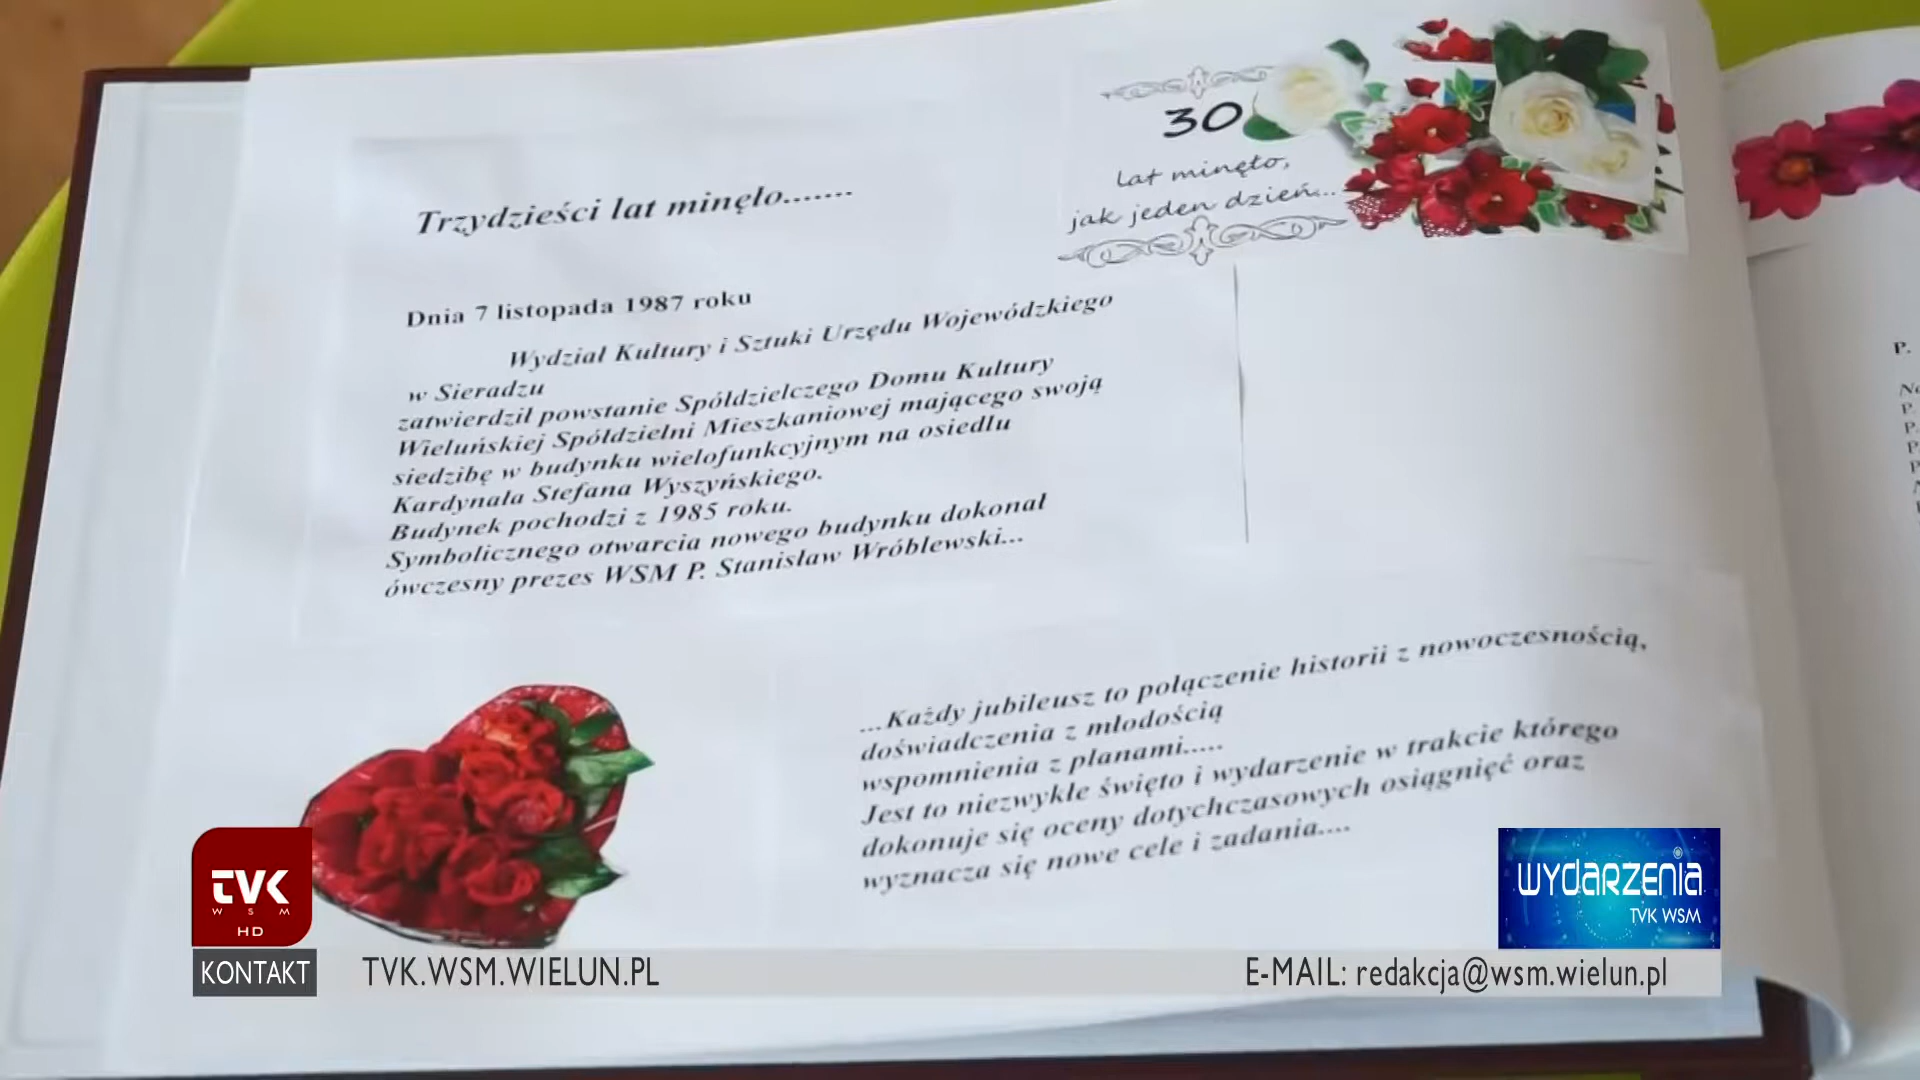 30
lat minęło,
jak jeden dzień...
Trzydzieści lat minęło.......
Dnia 7 listopada 1987 roku
Wydział Kultury i Sztuki Urzędu Wojewódzkiego
w Sieradzu
zatwierdził powstanie Spółdzielczego Domu Kultury
Wieluńskiej Spółdzielni Mieszkaniowej mającego swoją
siedzibę w budynku wielofunkcyjnym na osiedlu
Kardynała Stefana Wyszyńskiego.
Budynek pochodzi z 1985 roku.
Symbolicznego otwarcia nowego budynku dokonał
ówczesny prezes WSM P. Stanisław Wróblewski...
...Każdy jubileusz to połączenie historii z nowoczesnością,
doświadczenia z młodością
wspomnienia z planami.....
Jest to niezwykłe święto i wydarzenie w trakcie którego
dokonuje się oceny dotychczasowych osiągnięć oraz
wyznacza się nowe cele i zadania....
P.
P.
P.
P.
TVK
WSM
HD
WYDARZENIA
TVK WSM
KONTAKT
TVK.WSM.WIELUN.PL
E-MAIL: redakcja@wsm.wielun.pl